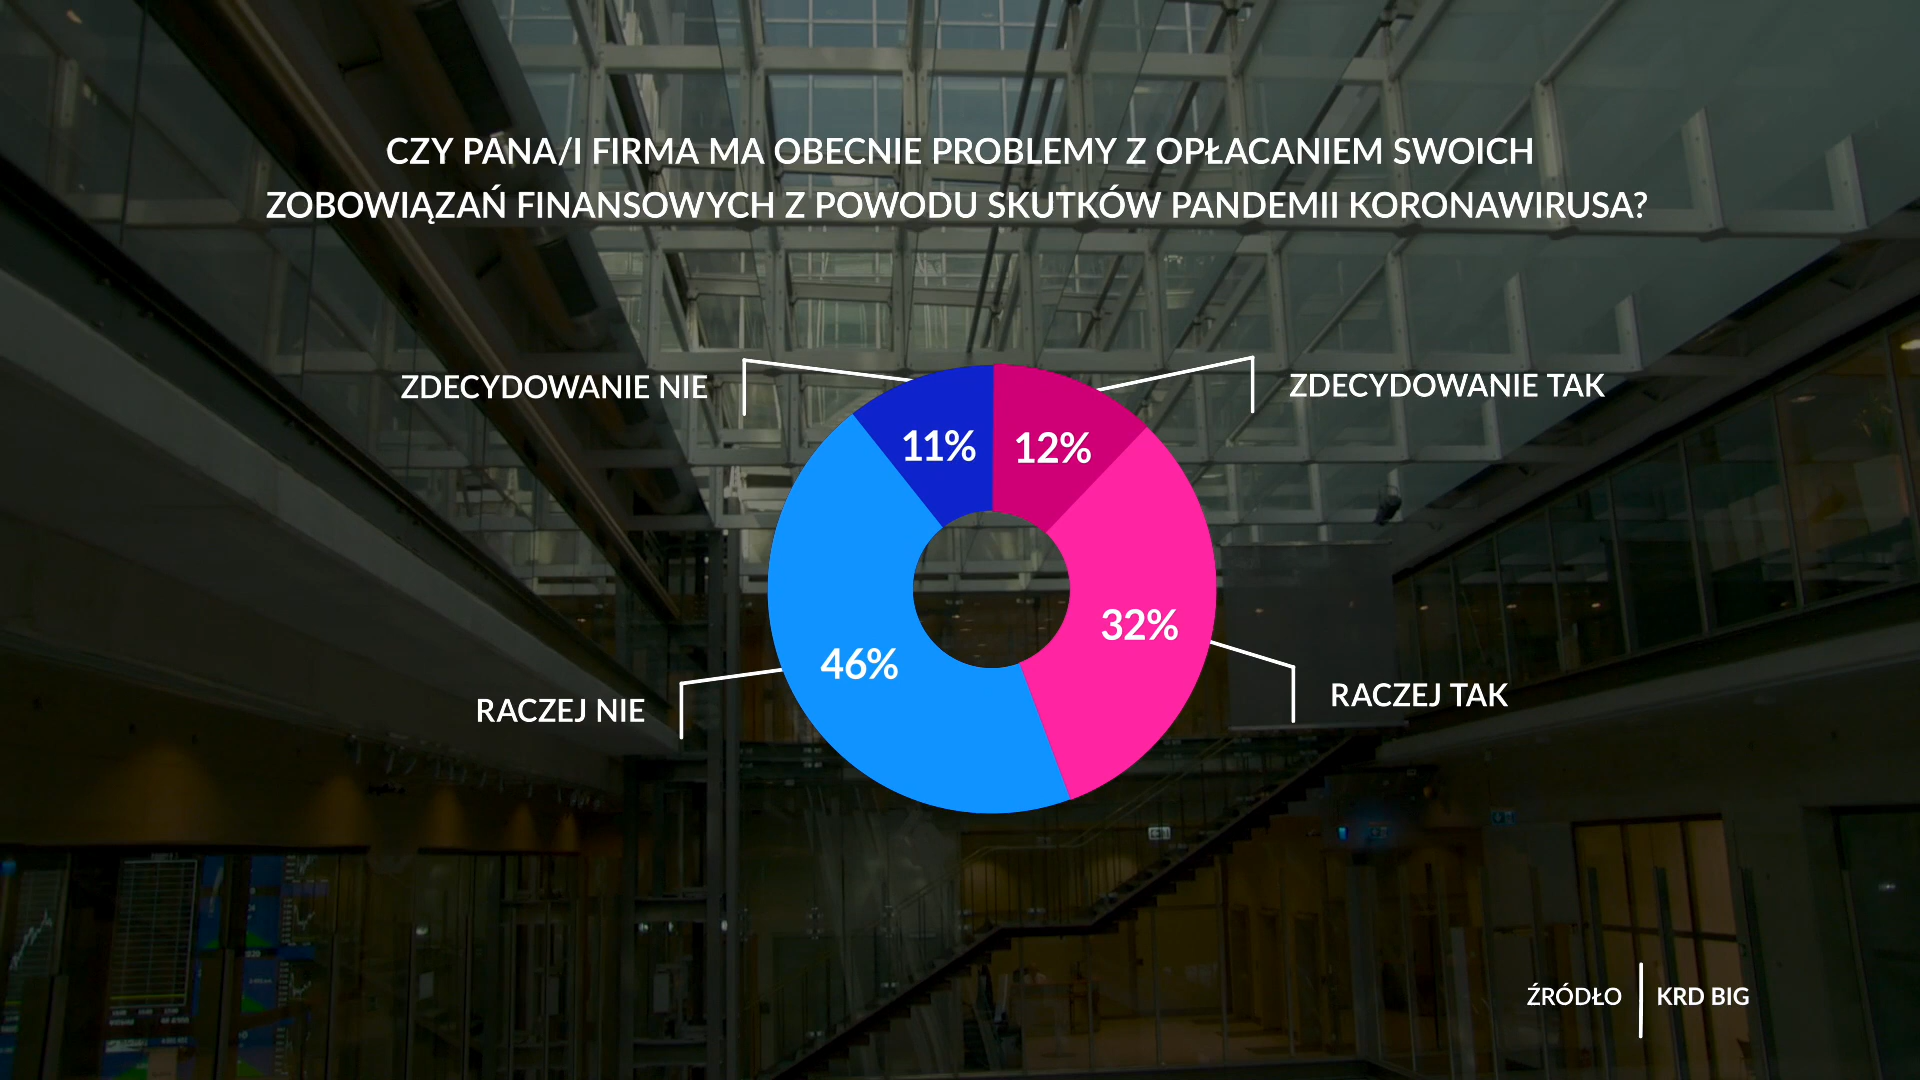 CZY PANA/I FIRMA MA OBECNIE PROBLEMY Z OPŁACANIEM SWOICH
ZOBOWIĄZAŃ FINANSOWYCH Z POWODU SKUTKÓW PANDEMII KORONAWIRUSA?
ZDECYDOWANIE NIE
ZDECYDOWANIE TAK
11%
12%
32%
46%
RACZEJ NIE
RACZEJ TAK
ŹRÓDŁO
KRD BIG